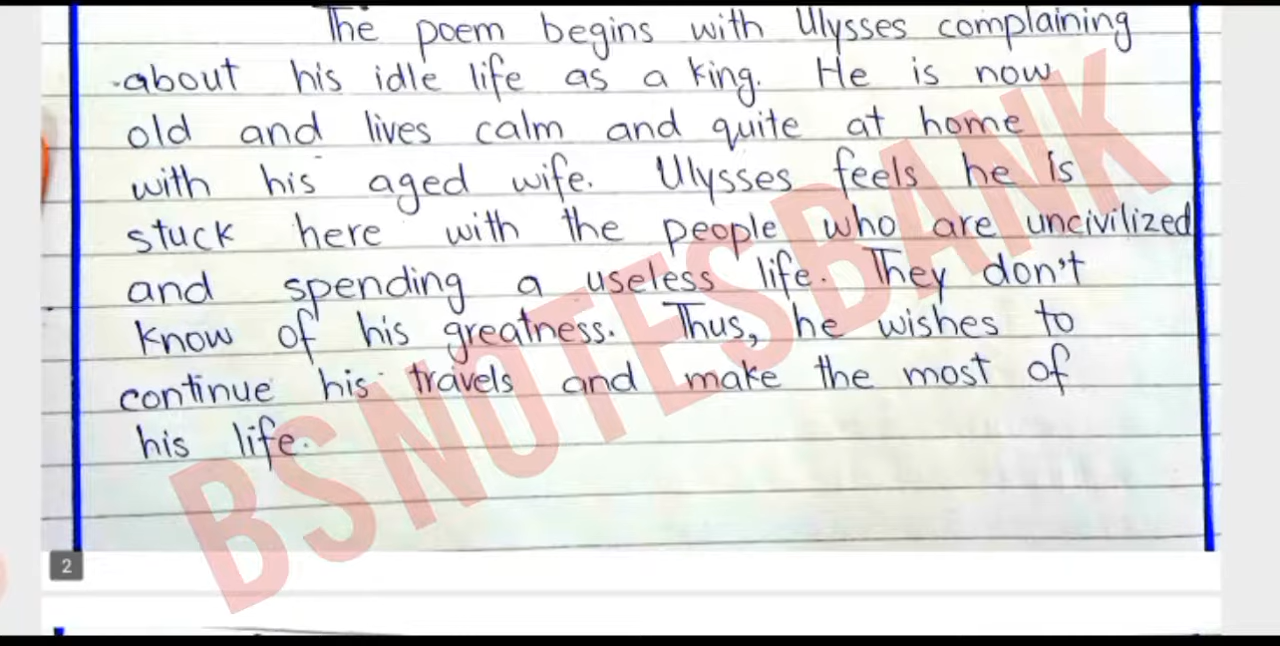 The poem begins with Ulysses complaining
about his idle life as a king. He is now
old and lives calm and quite at home
with his aged wife. Ulysses feels he is
stuck here with the people who are uncivilized
and spending a useless life. They don't
know of his greatness. Thus, he wishes to
continue his travels and make the most of
his life.
BSNOTESBANK
2